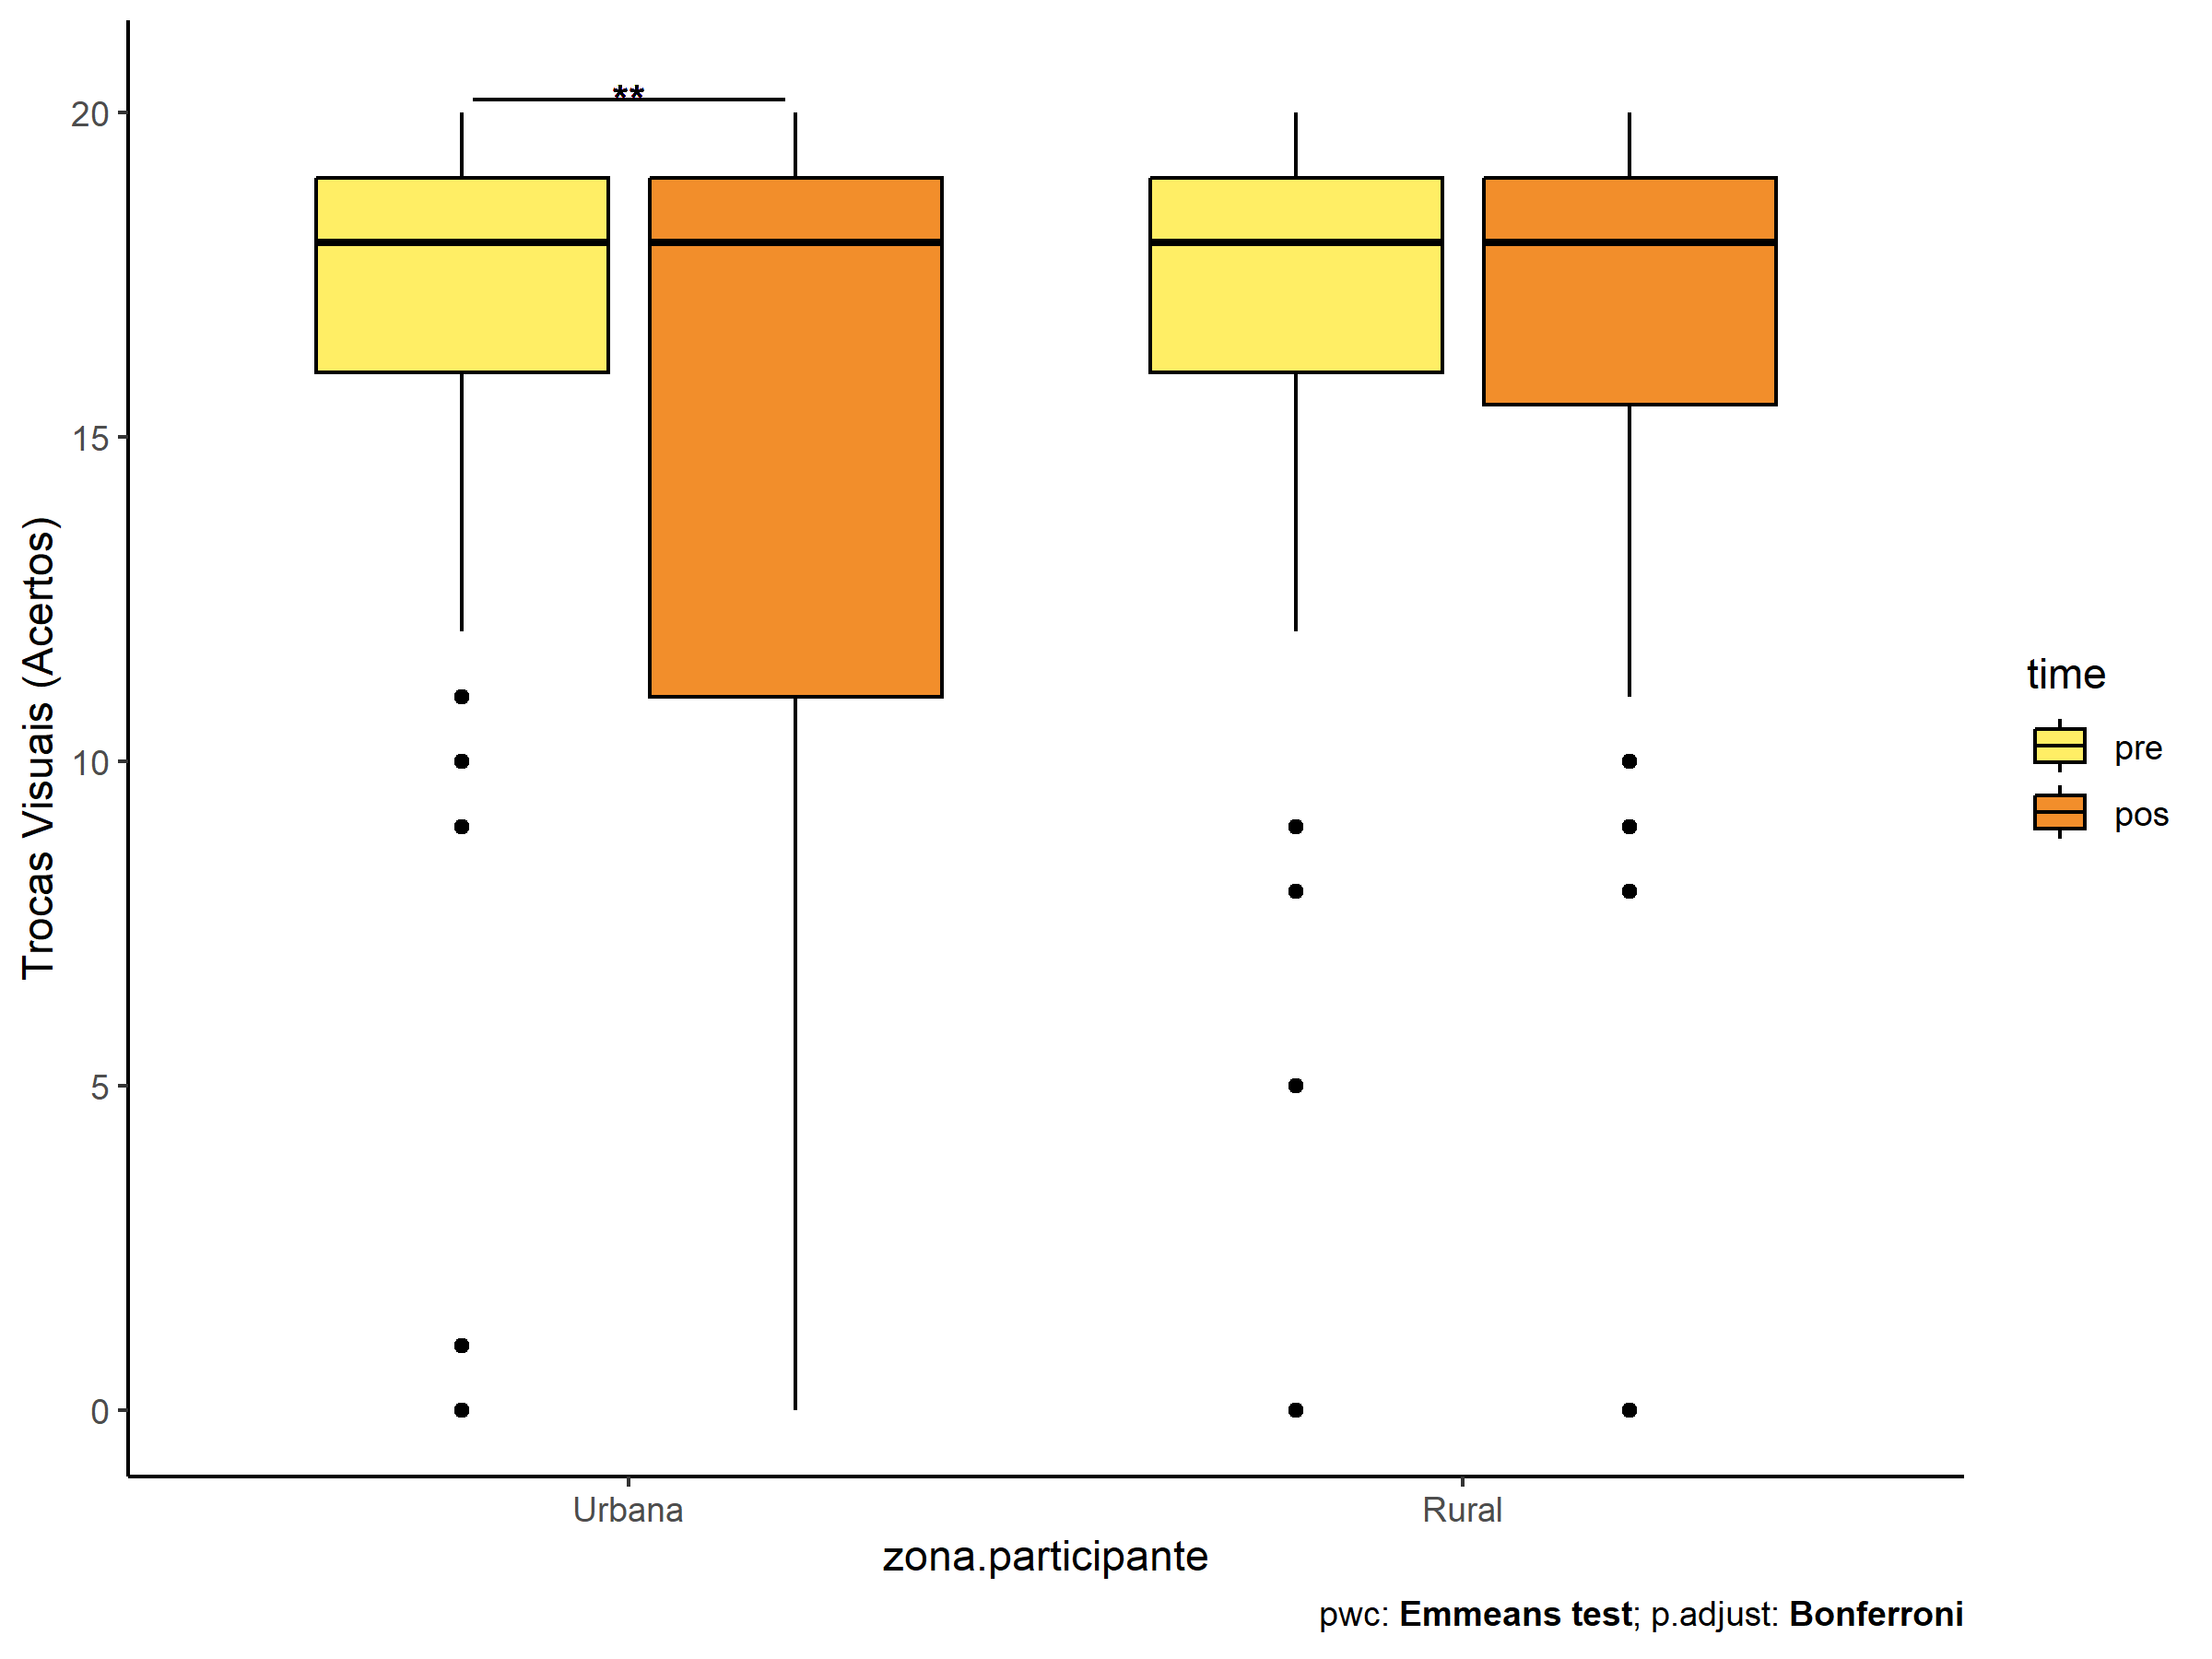 **
20
15
10
5
0
Trocas Visuais (Acertos)
Urbana
Rural
zona.participante
time
pre
pos
pwc: Emmeans test; p.adjust: Bonferroni